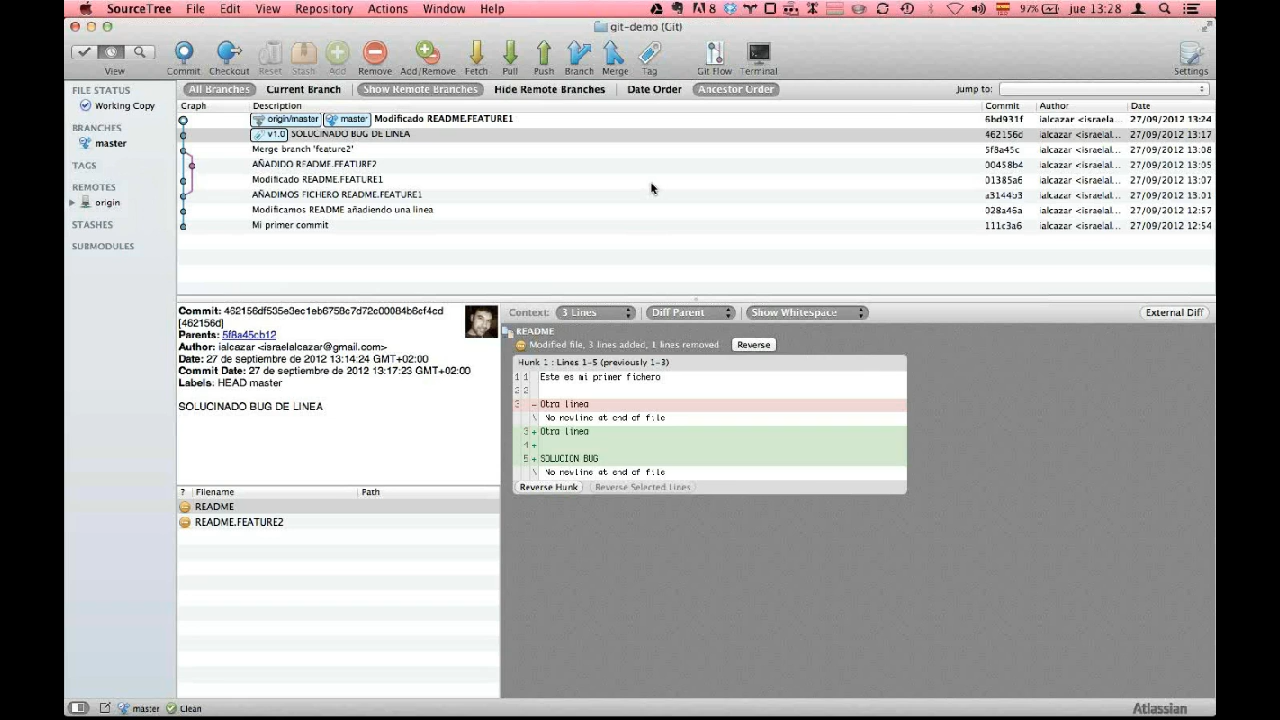 SourceTree File Edit View Repository Actions Window Help 8 97% jue 13:28
git-demo (Git)
View Commit Checkout Reset Stash Add Remove Add/Remove Fetch Pull Push Branch Merge Tag Git Flow Terminal Settings
All Branches Current Branch Show Remote Branches Hide Remote Branches Date Order Ancestor Order Jump to:
FILE STATUS
Working Copy
BRANCHES
master
TAGS
REMOTES
origin
STASHES
SUBMODULES
Graph Description Commit Author Date
origin/master master Modificado README.FEATURE1 6bd931f ialcazar <israelal... 27/09/2012 13:24
v1.0 SOLUCINADO BUG DE LINEA 462156d ialcazar <israelal... 27/09/2012 13:17
Merge branch 'feature2' 5f8a45c ialcazar <israelal... 27/09/2012 13:08
AÑADIDO README.FEATURE2 00458b4 ialcazar <israelal... 27/09/2012 13:05
Modificado README.FEATURE1 01385a6 ialcazar <israelal... 27/09/2012 13:07
AÑADIMOS FICHERO README.FEATURE1 a3144b3 ialcazar <israelal... 27/09/2012 13:01
Modificamos README añadiendo una linea 028a46a ialcazar <israelal... 27/09/2012 12:57
Mi primer commit 111c3a6 ialcazar <israelal... 27/09/2012 12:54
Commit:
[462156d]
Parents: 5f8a45cb12
Author: ialcazar <israelalcazar@gmail.com>
Date: 27 de septiembre de 2012 13:14:24 GMT+02:00
Commit Date: 27 de septiembre de 2012 13:17:23 GMT+02:00
Labels: HEAD master
SOLUCINADO BUG DE LINEA
? Filename Path
README
README.FEATURE2
Context: 3 Lines Diff Parent Show Whitespace External Diff
README
Modified file, 3 lines added, 1 lines removed Reverse
Hunk 1 : Lines 1-5 (previously 1-3)
1 1 Este es mi primer fichero
2 2
3 - Otra linea
\ No newline at end of file
3 + Otra linea
4 +
5 + SOLUCION BUG
\ No newline at end of file
Reverse Hunk Reverse Selected Lines
master Clean Atlassian